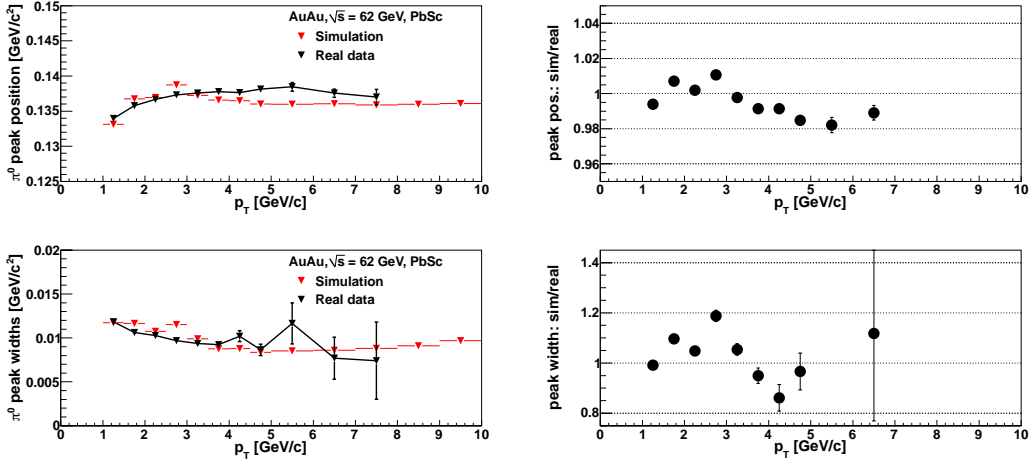 AuAu, √s = 62 GeV, PbSc
Simulation
Real data
π⁰ peak position [GeV/c²]
0.15
0.145
0.14
0.135
0.13
0.125
0 1 2 3 4 5 6 7 8 9 10
p_T [GeV/c]
peak pos.: sim/real
1.04
1.02
1
0.98
0.96
0 1 2 3 4 5 6 7 8 9 10
p_T [GeV/c]
AuAu, √s = 62 GeV, PbSc
Simulation
Real data
π⁰ peak widths [GeV/c²]
0.02
0.015
0.01
0.005
0
0 1 2 3 4 5 6 7 8 9 10
p_T [GeV/c]
peak width: sim/real
1.4
1.2
1
0.8
0 1 2 3 4 5 6 7 8 9 10
p_T [GeV/c]